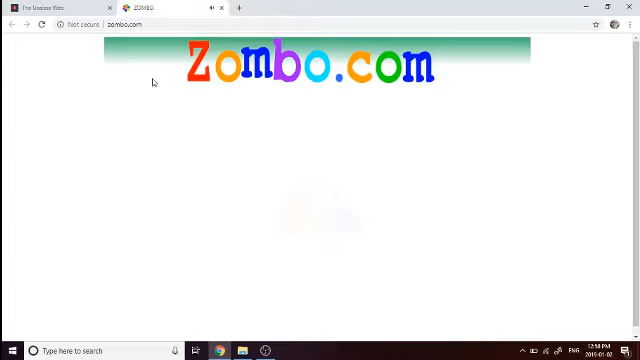 The Useless Web
ZOMBO
Not secure
zombo.com
Zombo.com
Type here to search
ENG
12:58 PM
2019-01-02